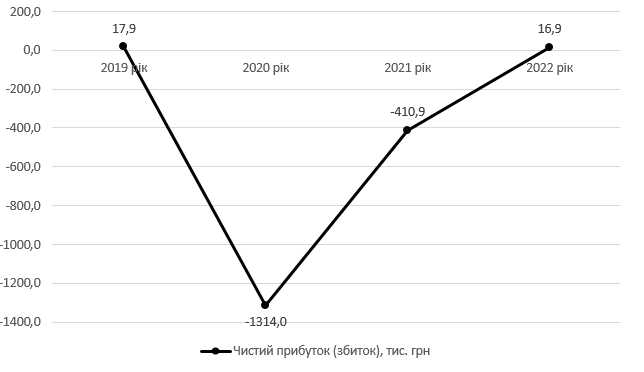 200,0
17,9
16,9
0,0
2019 рік
2020 рік
2021 рік
2022 рік
-200,0
-410,9
-400,0
-600,0
-800,0
-1000,0
-1200,0
-1314,0
-1400,0
Чистий прибуток (збиток), тис. грн